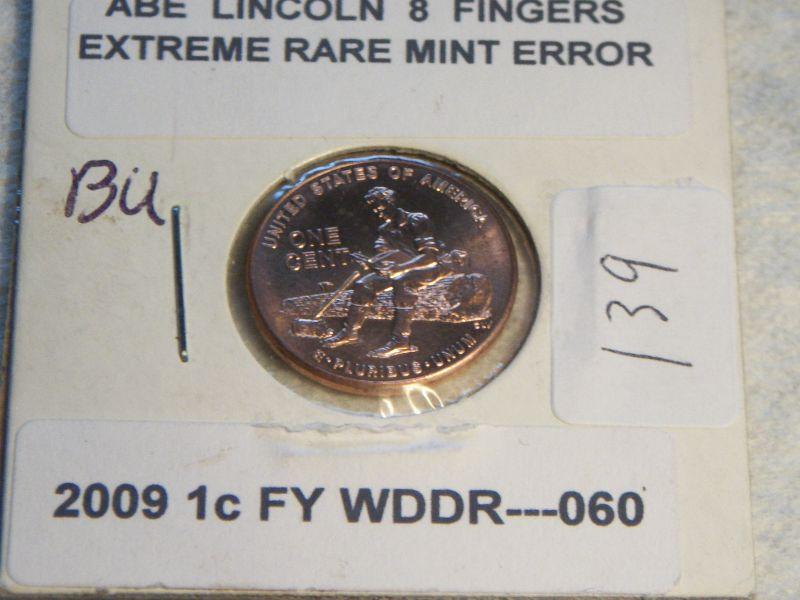 ABE LINCOLN 8 FINGERS
EXTREME RARE MINT ERROR
BU
UNITED STATES OF AMERICA
ONE
CENT
E · PLURIBUS · UNUM
139
2009 1c FY WDDR---060